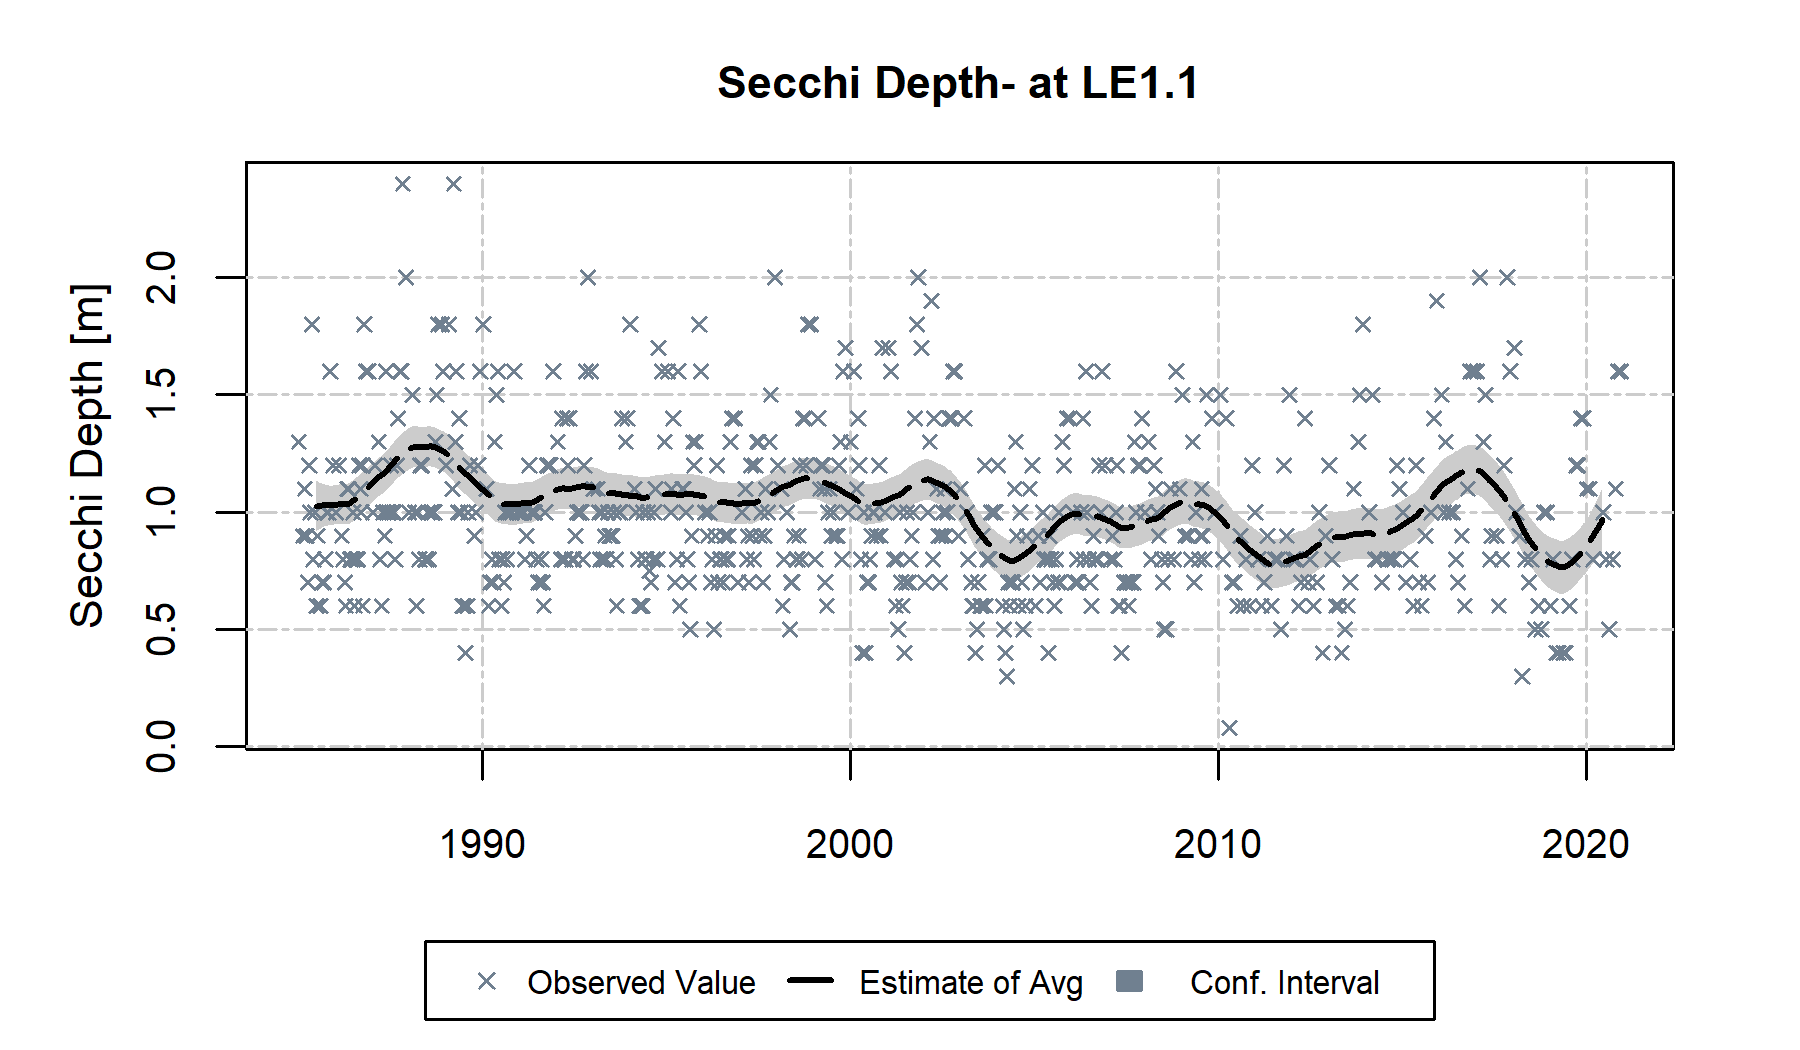 Secchi Depth- at LE1.1
Secchi Depth [m]
2.0
1.5
1.0
0.5
0.0
1990 2000 2010 2020
Observed Value Estimate of Avg Conf. Interval